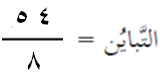 التَّبايُن = ٥٤ / ٨